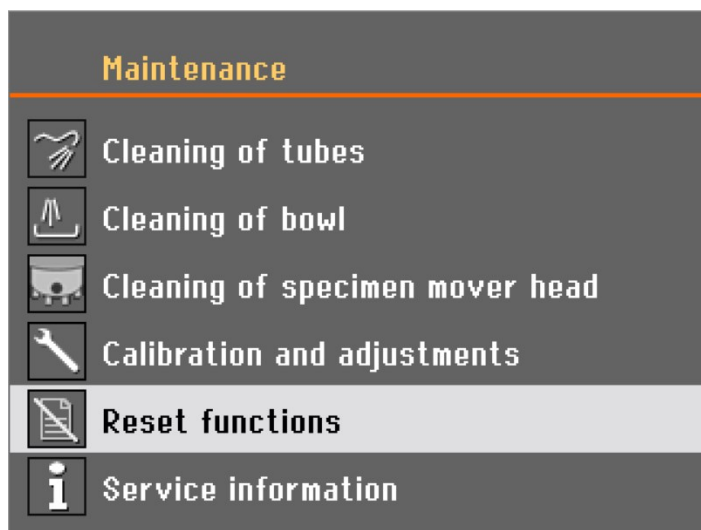 Maintenance
Cleaning of tubes
Cleaning of bowl
Cleaning of specimen mover head
Calibration and adjustments
Reset functions
Service information